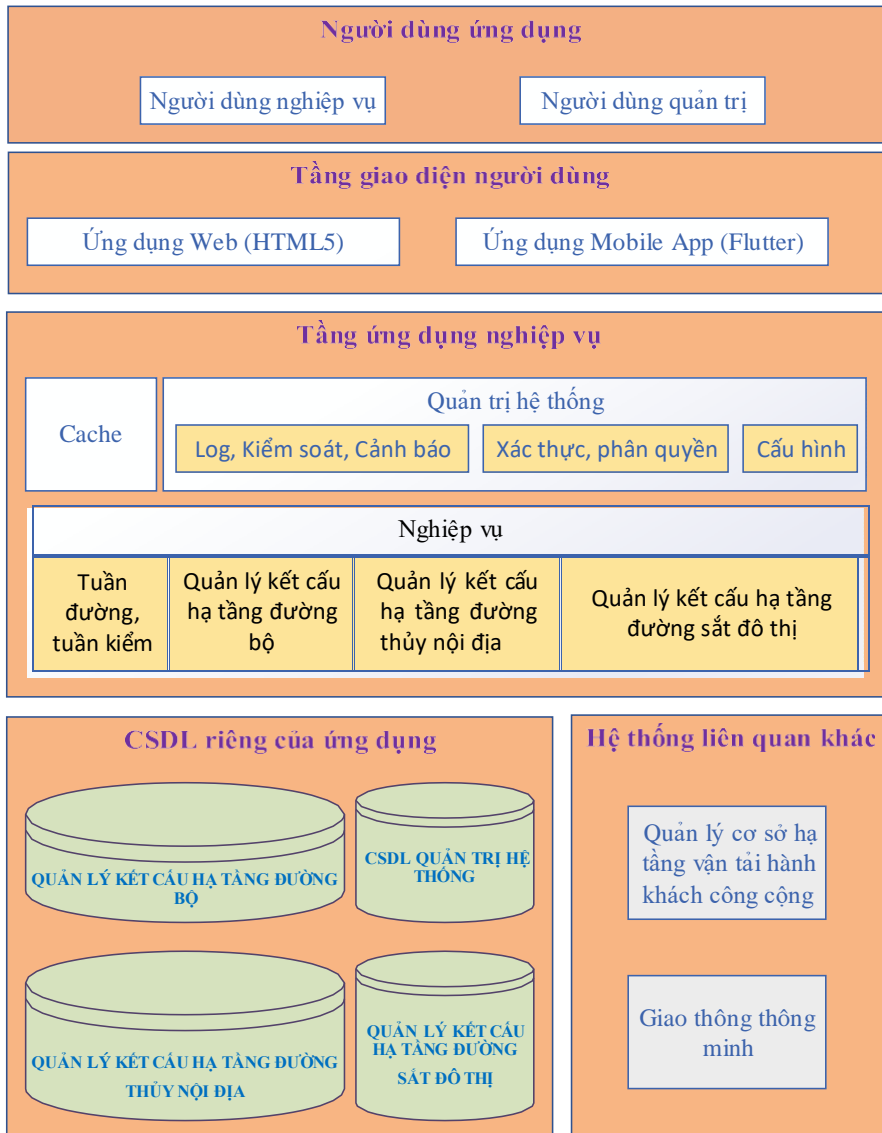 Người dùng ứng dụng
Người dùng nghiệp vụ
Người dùng quản trị
Tầng giao diện người dùng
Ứng dụng Web (HTML5)
Ứng dụng Mobile App (Flutter)
Tầng ứng dụng nghiệp vụ
Cache
Quản trị hệ thống
Log, Kiểm soát, Cảnh báo
Xác thực, phân quyền
Cấu hình
Nghiệp vụ
Tuần
đường,
tuần kiểm
Quản lý kết cấu
hạ tầng đường
bộ
Quản lý kết cấu
hạ tầng đường
thủy nội địa
Quản lý kết cấu hạ tầng
đường sắt đô thị
CSDL riêng của ứng dụng
QUẢN LÝ KẾT CẤU HẠ TẦNG ĐƯỜNG
BỘ
CSDL QUẢN TRỊ HỆ
THỐNG
QUẢN LÝ KẾT CẤU HẠ TẦNG ĐƯỜNG
THỦY NỘI ĐỊA
QUẢN LÝ KẾT CẤU
HẠ TẦNG ĐƯỜNG
SẮT ĐÔ THỊ
Hệ thống liên quan khác
Quản lý cơ sở hạ
tầng vận tải hành
khách công cộng
Giao thông thông
minh